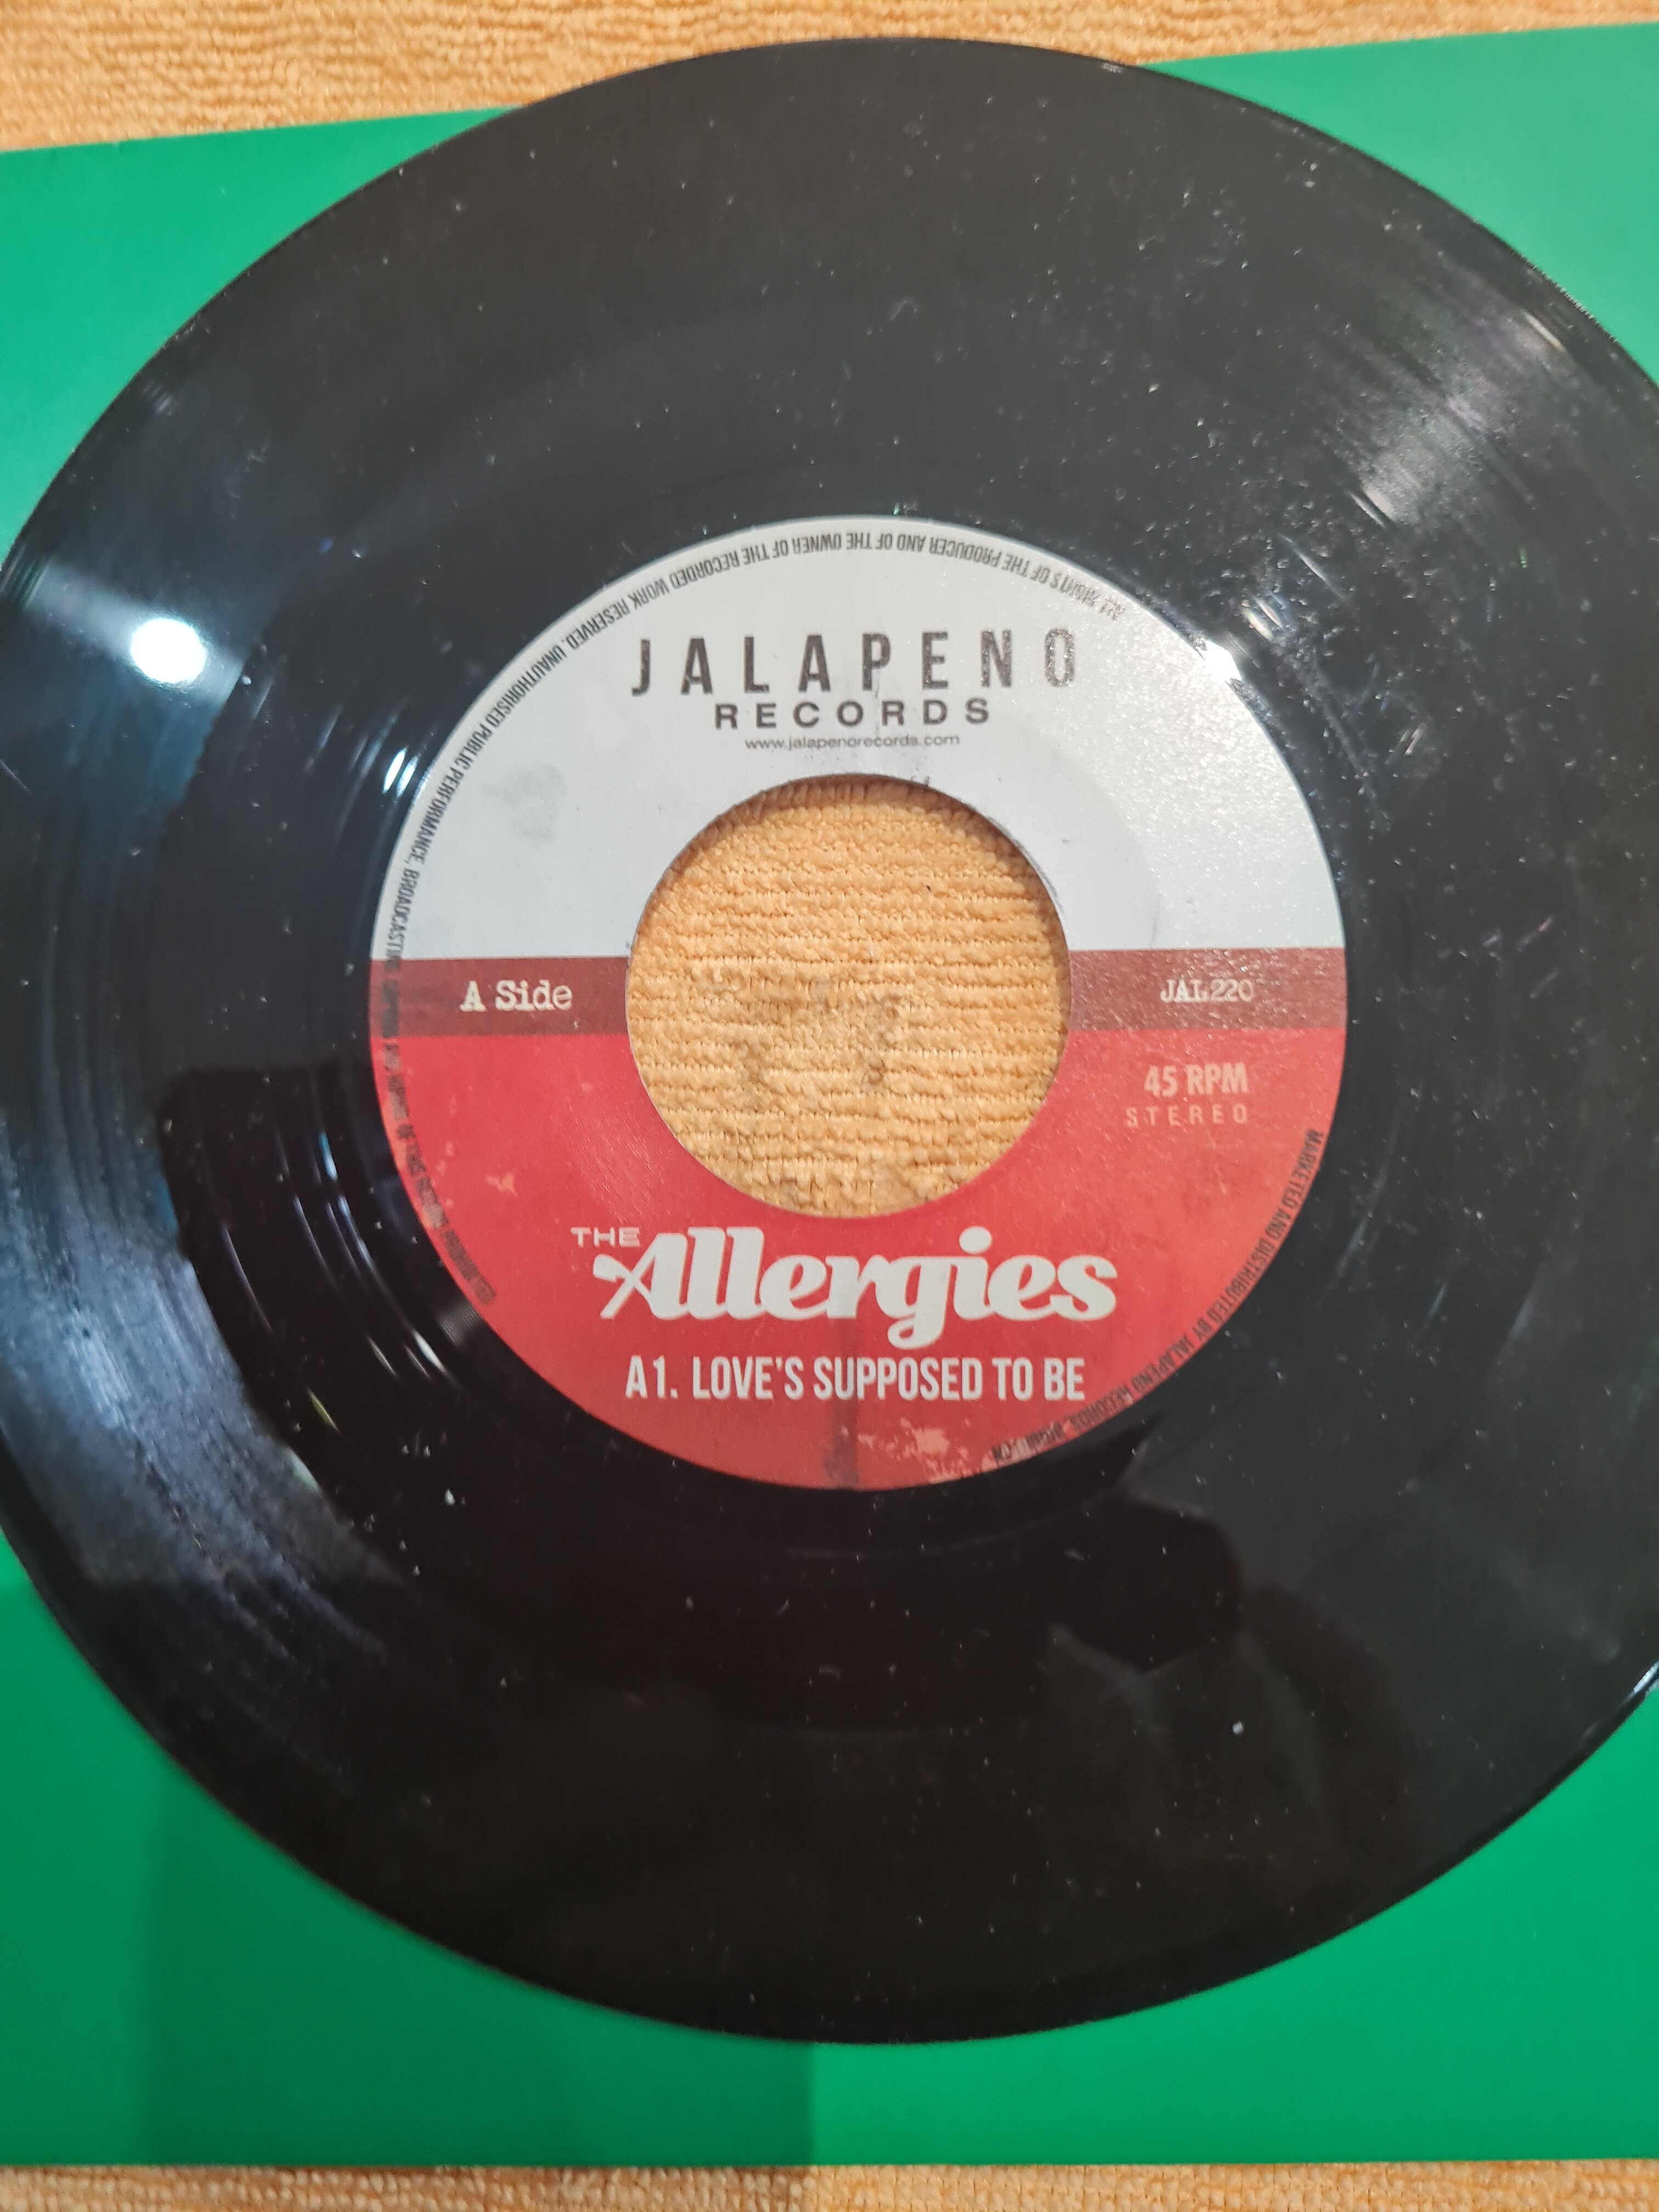 ALL RIGHTS OF THE PRODUCER AND OF THE OWNER OF THE RECORDED WORK RESERVED. UNAUTHORISED PUBLIC PERFORMANCE, BROADCASTING
JALAPENO
RECORDS
www.jalapenorecords.com
A Side
JAL220
45 RPM
STEREO
THE
Allergies
A1. LOVE'S SUPPOSED TO BE
MARKETED AND DISTRIBUTED BY JALAPENO RECORDS,